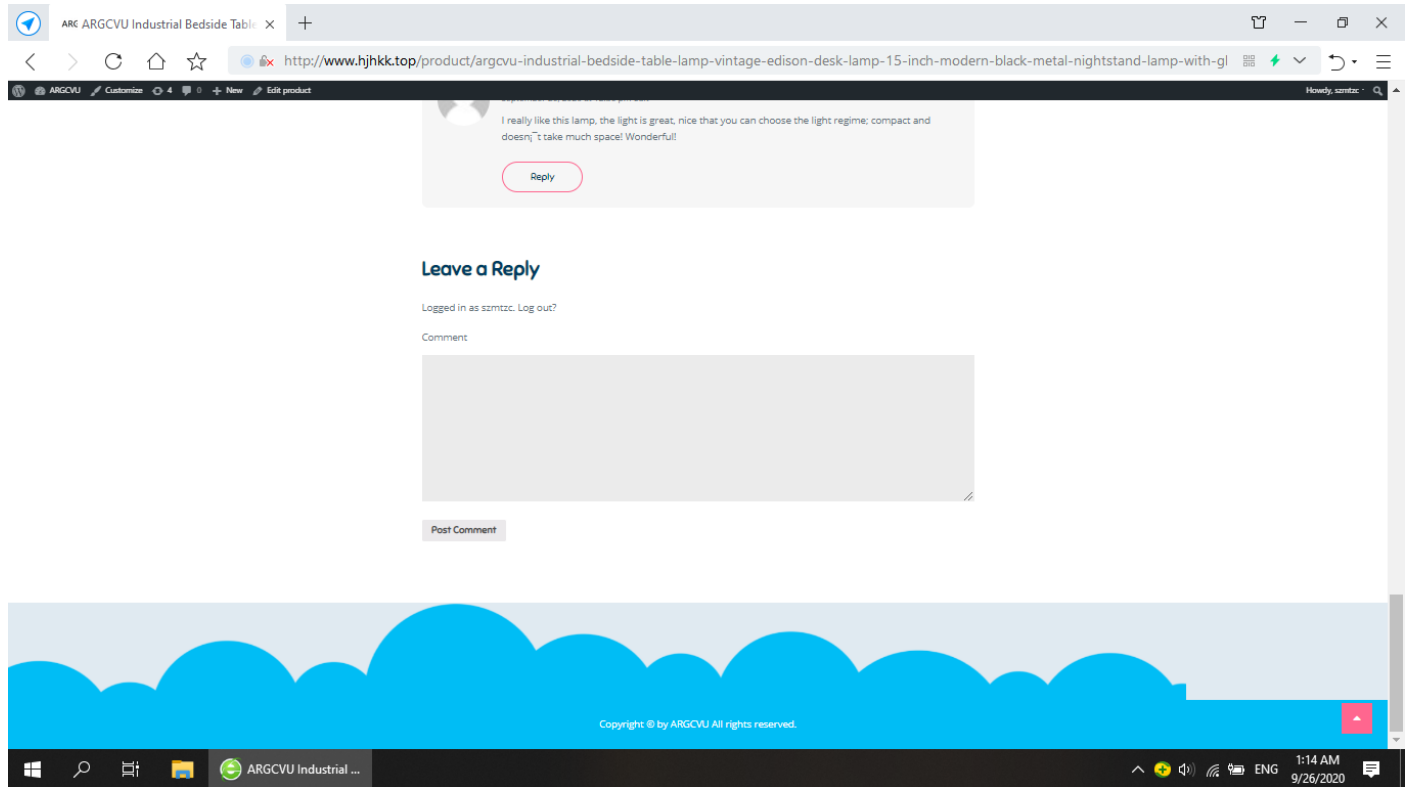 ARG ARGCVU Industrial Bedside Table
http://www.hjhkk.top/product/argcvu-industrial-bedside-table-lamp-vintage-edison-desk-lamp-15-inch-modern-black-metal-nightstand-lamp-with-gl
ARGCVU Customize 4 0 New Edit product Howdy, szmtzc
I really like this lamp, the light is great, nice that you can choose the light regime; compact and
doesn¡¯t take much space! Wonderful!
Reply
Leave a Reply
Logged in as szmtzc. Log out?
Comment
Post Comment
Copyright © by ARGCVU All rights reserved.
ARGCVU Industrial ...
ENG
1:14 AM
9/26/2020